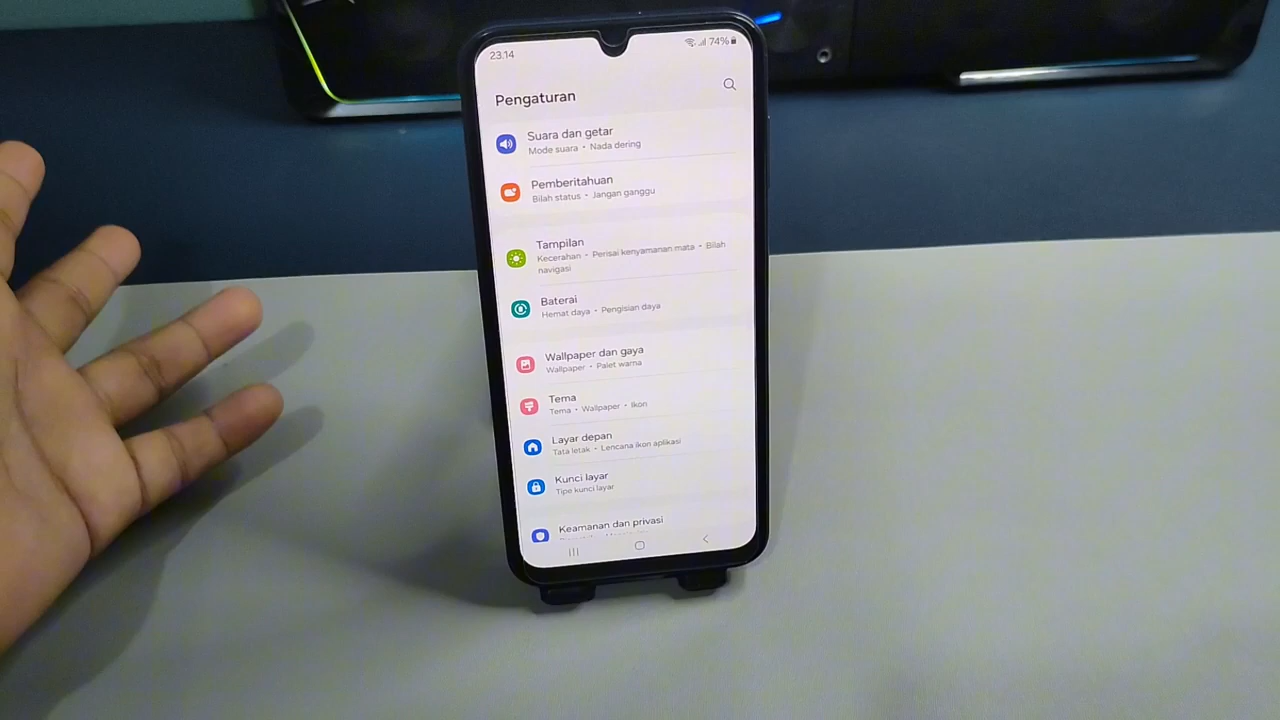 23.14
74%
Pengaturan
Suara dan getar
Mode suara • Nada dering
Pemberitahuan
Bilah status • Jangan ganggu
Tampilan
Kecerahan • Perisai kenyamanan mata • Bilah
navigasi
Baterai
Hemat daya • Pengisian daya
Wallpaper dan gaya
Wallpaper • Palet warna
Tema
Tema • Wallpaper • Ikon
Layar depan
Tata letak • Lencana ikon aplikasi
Kunci layar
Tipe kunci layar
Keamanan dan privasi